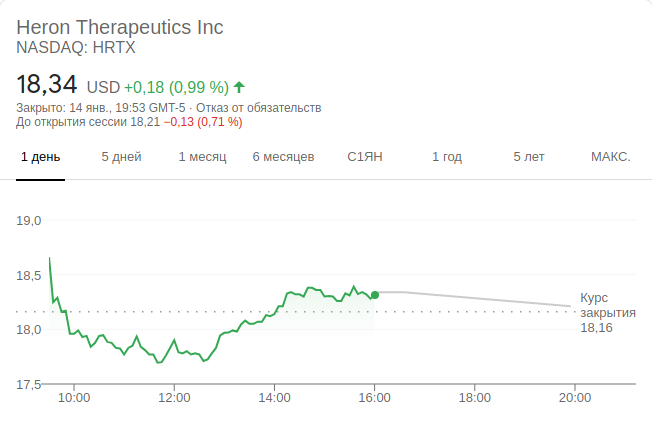 Heron Therapeutics Inc
NASDAQ: HRTX
18,34 USD +0,18 (0,99 %)
Закрыто: 14 янв., 19:53 GMT-5 · Отказ от обязательств
До открытия сессии 18,21 −0,13 (0,71 %)
1 день 5 дней 1 месяц 6 месяцев С1ЯН 1 год 5 лет МАКС.
19,0
18,5
Курс
закрытия
18,16
18,0
17,5
10:00 12:00 14:00 16:00 18:00 20:00